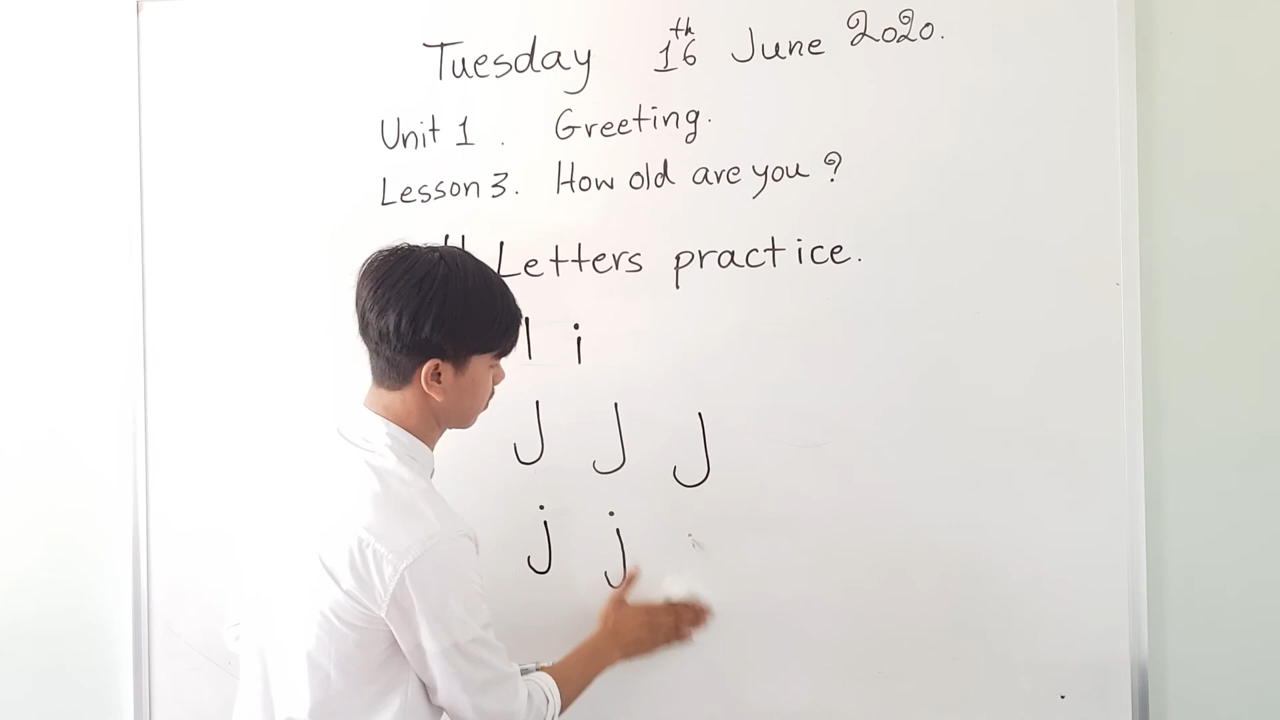 Tuesday 16th June 2020.
Unit 1. Greeting.
Lesson 3. How old are you?
Letters practice.
I i
J J J
j j